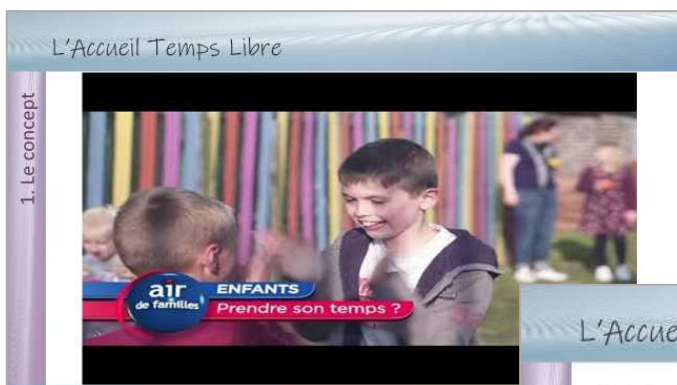 L'Accueil Temps Libre
1. Le concept
air
de familles
ENFANTS
Prendre son temps ?
L'Accue